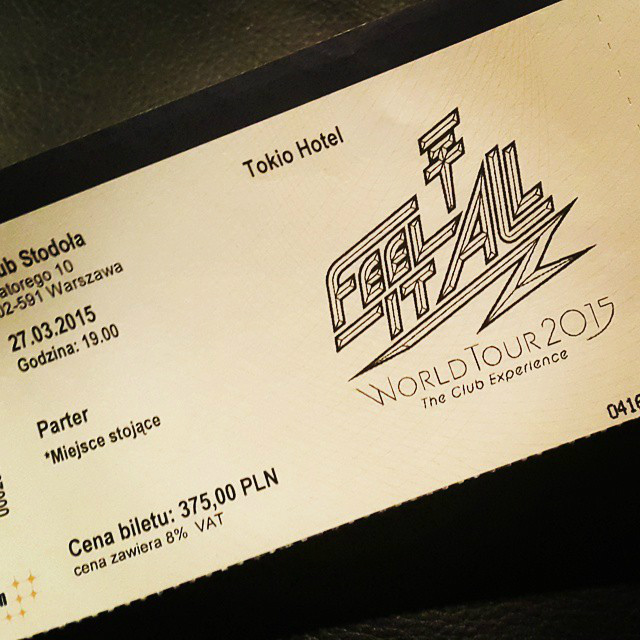 Tokio Hotel
ub Stodoła
atorego 10
02-591 Warszawa
27.03.2015
Godzina: 19.00
Parter
*Miejsce stojące
Cena biletu: 375,00 PLN
cena zawiera 8% VAT
FEEL
IT ALL
WORLD TOUR 2015
The Club Experience
0416